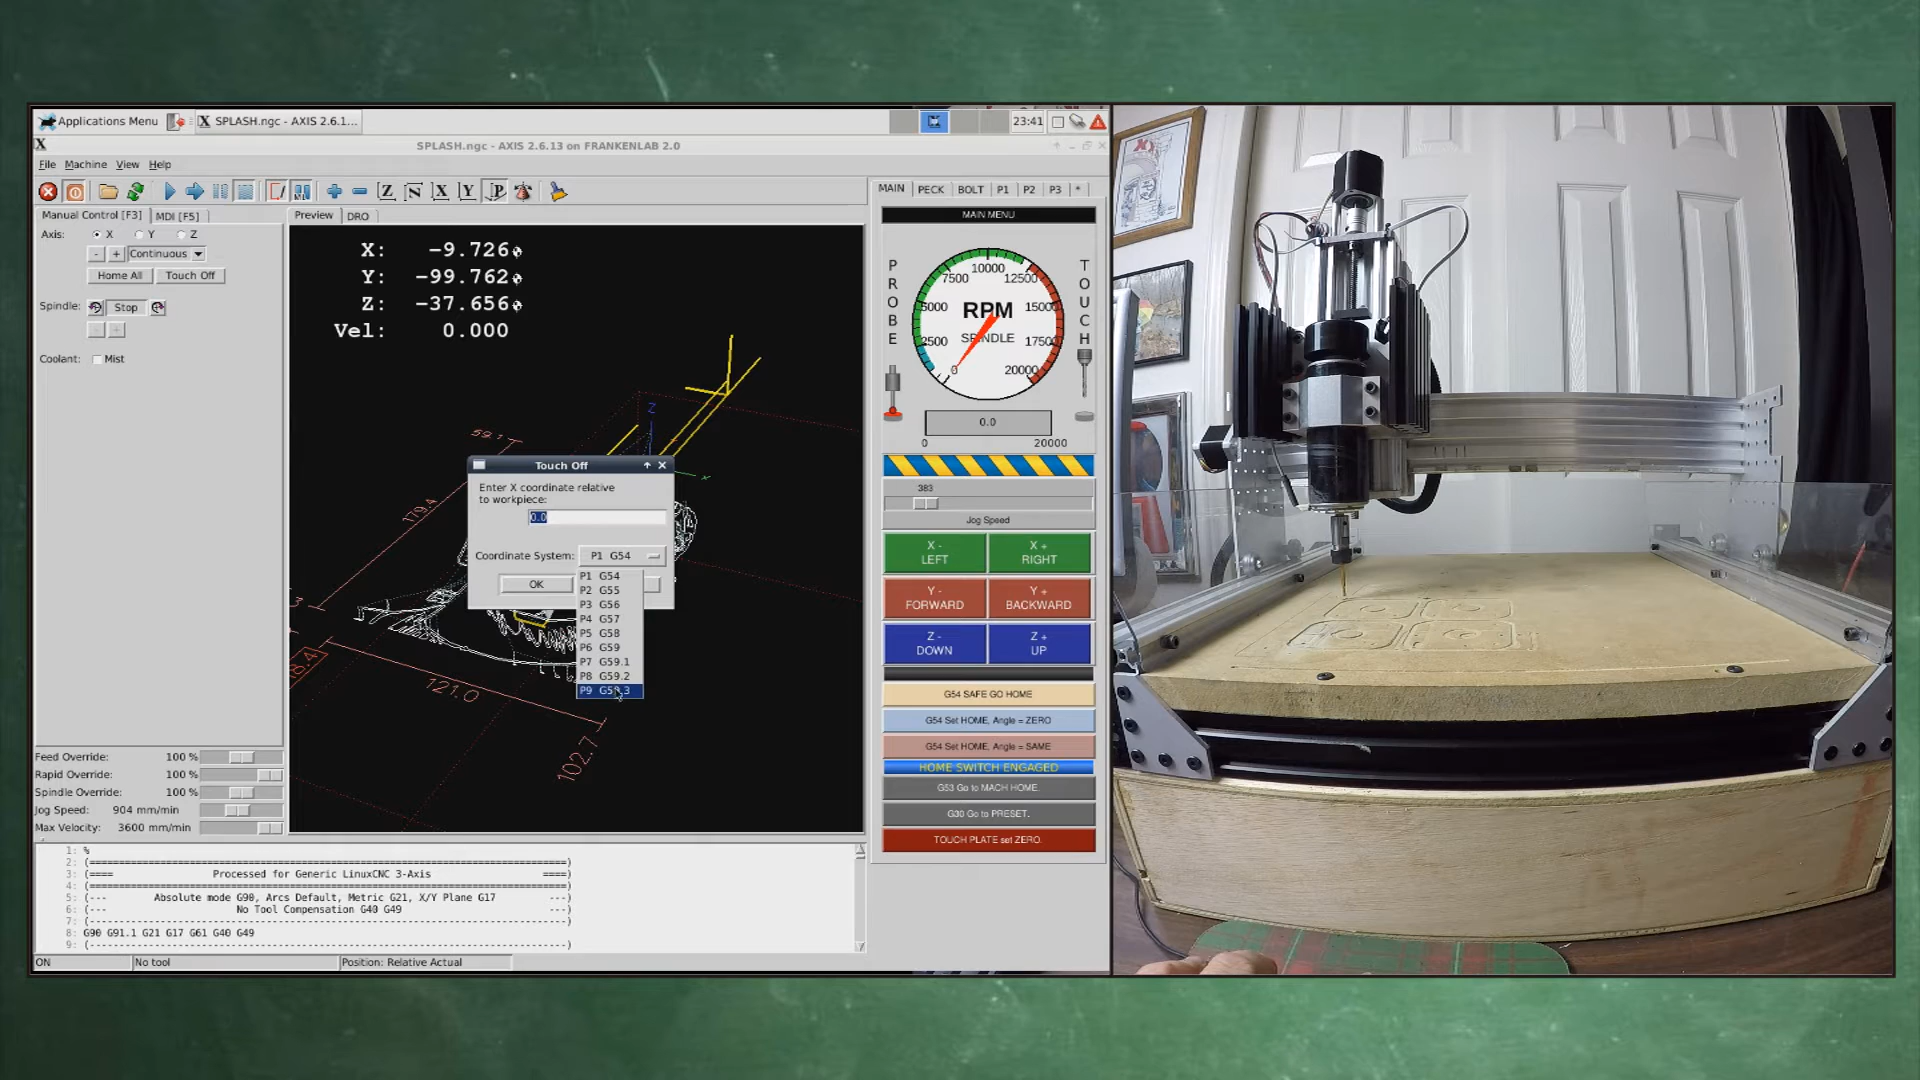 Applications Menu
SPLASH.ngc - AXIS 2.6.1...
23:41
SPLASH.ngc - AXIS 2.6.13 on FRANKENLAB 2.0
File Machine View Help
Manual Control [F3] MDI [F5]
Preview DRO
Axis: X Y Z
- + Continuous
Home All Touch Off
Spindle: Stop
- +
Coolant: Mist
X: -9.726
Y: -99.762
Z: -37.656
Vel: 0.000
59.1
179.4
121.0
102.7
Z
X
Touch Off
Enter X coordinate relative
to workpiece:
0.0
Coordinate System: P1 G54
OK
P1 G54
P2 G55
P3 G56
P4 G57
P5 G58
P6 G59
P7 G59.1
P8 G59.2
P9 G59.3
Feed Override: 100 %
Rapid Override: 100 %
Spindle Override: 100 %
Jog Speed: 904 mm/min
Max Velocity: 3600 mm/min
1: %
2: (==============================================================================)
3: (==== Processed for Generic LinuxCNC 3-Axis ====)
4: (==============================================================================)
5: (--- Absolute mode G90, Arcs Default, Metric G21, X/Y Plane G17 ---)
6: (--- No Tool Compensation G40 G49 ---)
7: (------------------------------------------------------------------------------)
8: G90 G91.1 G21 G17 G61 G40 G49
9: (------------------------------------------------------------------------------)
ON No tool Position: Relative Actual
MAIN PECK BOLT P1 P2 P3 *
MAIN MENU
PROBE
TOUCH
0 2500 5000 7500 10000 12500 15000 17500 20000
RPM
SPINDLE
0.0
0 20000
383
Jog Speed
X -
LEFT
X +
RIGHT
Y -
FORWARD
Y +
BACKWARD
Z -
DOWN
Z +
UP
G54 SAFE GO HOME
G54 Set HOME, Angle = ZERO
G54 Set HOME, Angle = SAME
HOME SWITCH ENGAGED
G53 Go to MACH HOME.
G30 Go to PRESET.
TOUCH PLATE set ZERO.